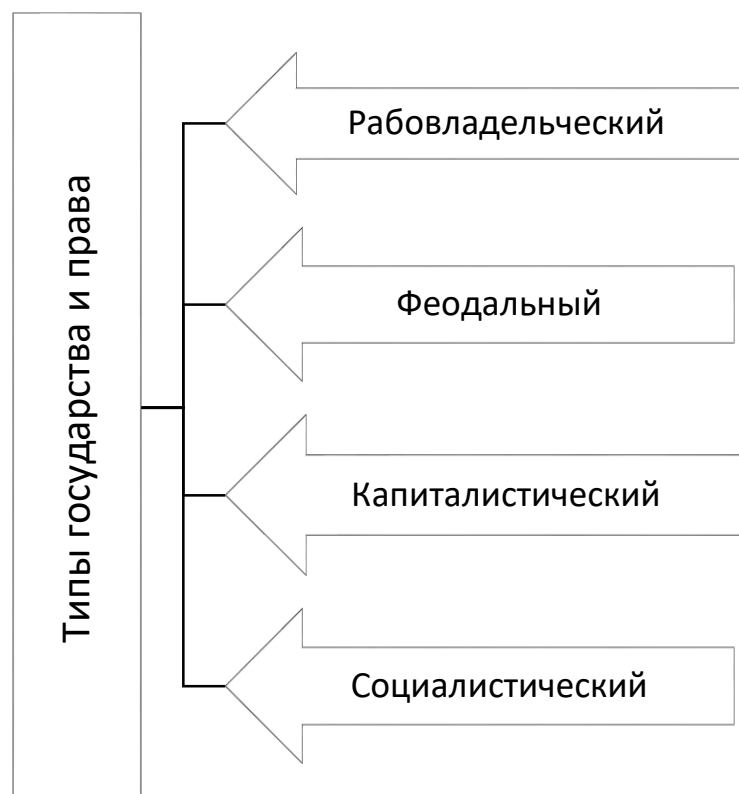 Типы государства и права
Рабовладельческий
Феодальный
Капиталистический
Социалистический